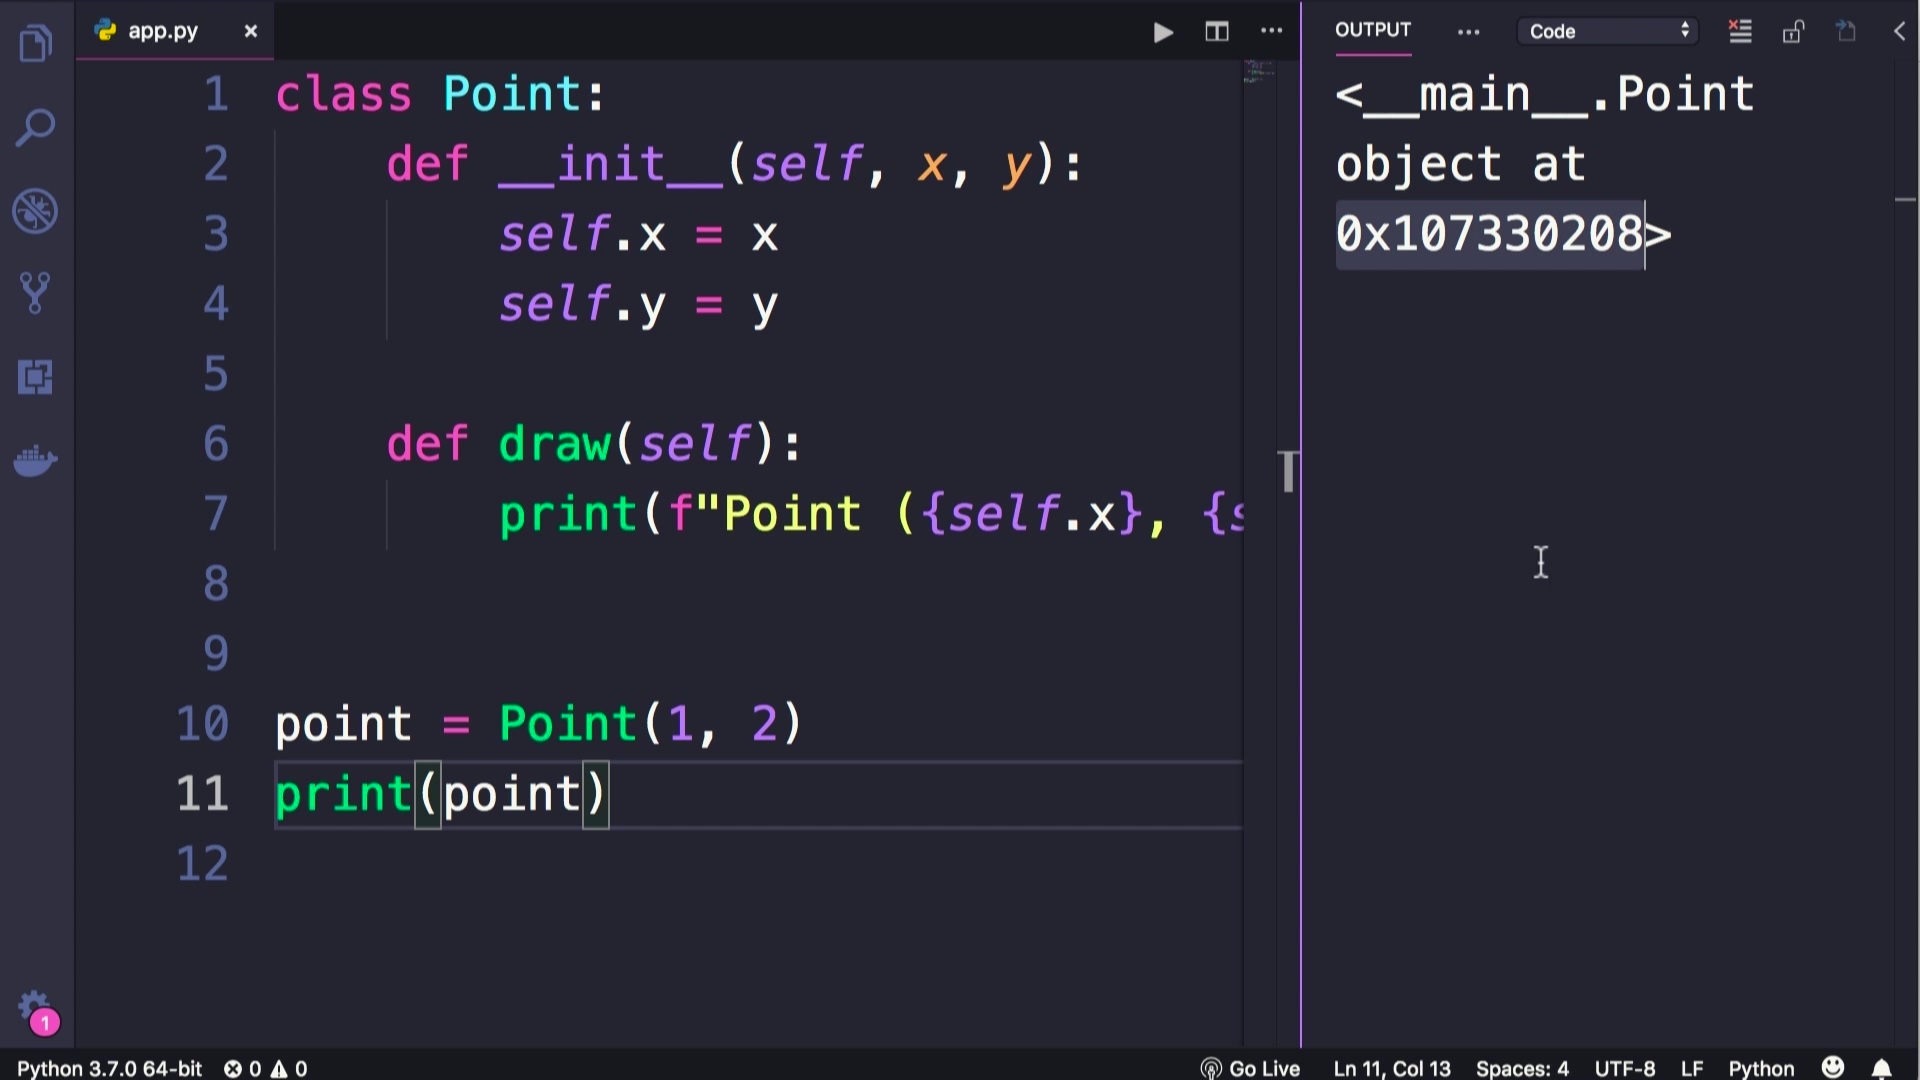 app.py
OUTPUT
Code
1 class Point:
2 def __init__(self, x, y):
3 self.x = x
4 self.y = y
5
6 def draw(self):
7 print(f"Point ({self.x}, {s
8
9
10 point = Point(1, 2)
11 print(point)
12
<__main__.Point
object at
0x107330208>
1
Python 3.7.0 64-bit 0 0 Go Live Ln 11, Col 13 Spaces: 4 UTF-8 LF Python